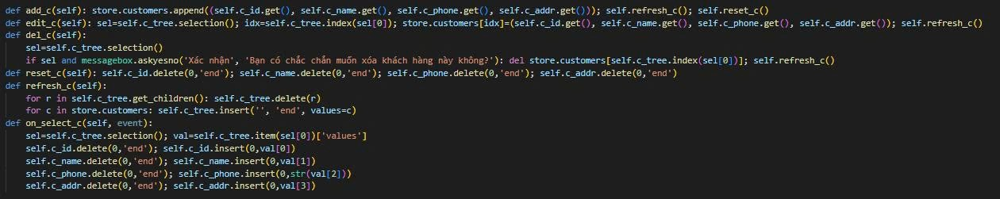 def add_c(self): store.customers.append((self.c_id.get(), self.c_name.get(), self.c_phone.get(), self.c_addr.get())); self.refresh_c(); self.reset_c()
def edit_c(self): sel=self.c_tree.selection(); idx=self.c_tree.index(sel[0]); store.customers[idx]=(self.c_id.get(), self.c_name.get(), self.c_phone.get(), self.c_addr.get()); self.refresh_c()
def del_c(self):
    sel=self.c_tree.selection()
    if sel and messagebox.askyesno('Xác nhận', 'Bạn có chắc chắn muốn xóa khách hàng này không?'): del store.customers[self.c_tree.index(sel[0])]; self.refresh_c()
def reset_c(self): self.c_id.delete(0,'end'); self.c_name.delete(0,'end'); self.c_phone.delete(0,'end'); self.c_addr.delete(0,'end')
def refresh_c(self):
    for r in self.c_tree.get_children(): self.c_tree.delete(r)
    for c in store.customers: self.c_tree.insert('', 'end', values=c)
def on_select_c(self, event):
    sel=self.c_tree.selection(); val=self.c_tree.item(sel[0])['values']
    self.c_id.delete(0,'end'); self.c_id.insert(0,val[0])
    self.c_name.delete(0,'end'); self.c_name.insert(0,val[1])
    self.c_phone.delete(0,'end'); self.c_phone.insert(0,str(val[2]))
    self.c_addr.delete(0,'end'); self.c_addr.insert(0,val[3])